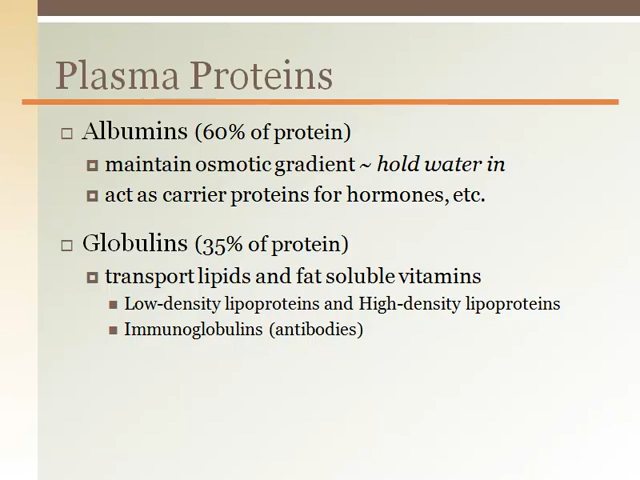 Plasma Proteins
Albumins (60% of protein)
maintain osmotic gradient ~ hold water in
act as carrier proteins for hormones, etc.
Globulins (35% of protein)
transport lipids and fat soluble vitamins
Low-density lipoproteins and High-density lipoproteins
Immunoglobulins (antibodies)